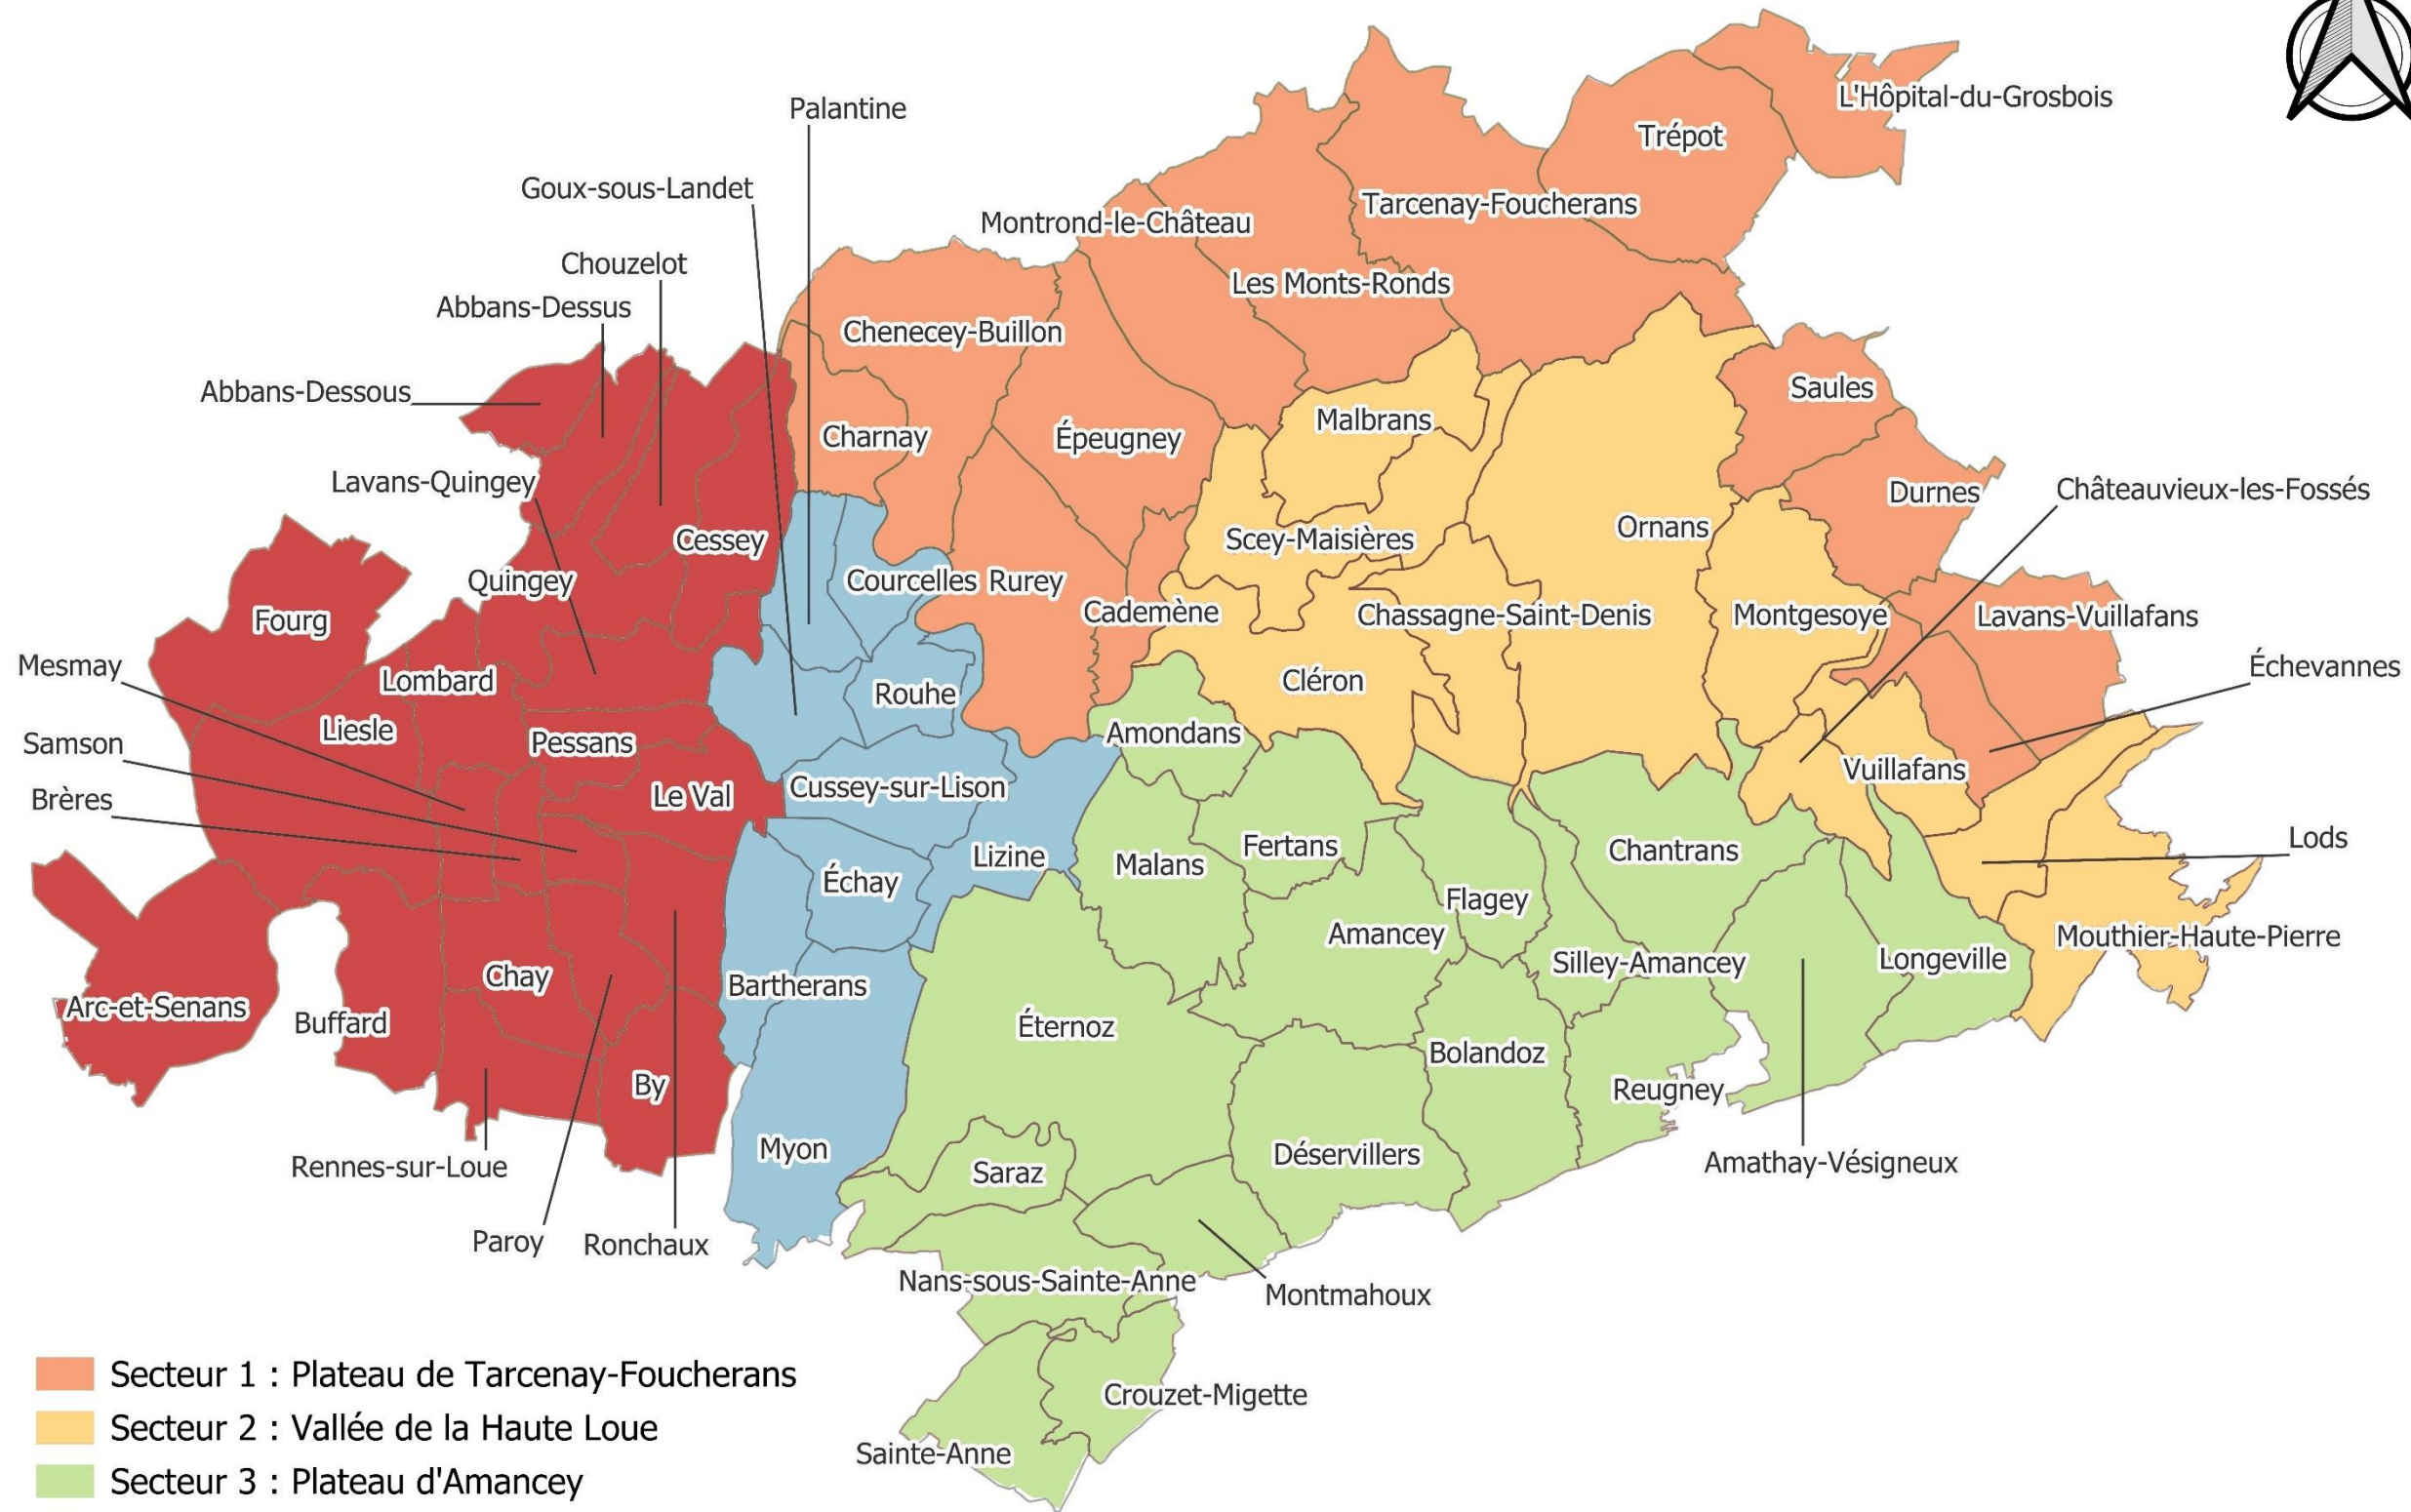 L'Hôpital-du-Grosbois
Palantine
Trépot
Goux-sous-Landet
Tarcenay-Foucherans
Montrond-le-Château
Chouzelot
Les Monts-Ronds
Abbans-Dessus
Chenecey-Buillon
Abbans-Dessous
Saules
Malbrans
Charnay
Épeugney
Lavans-Quingey
Durnes
Châteauvieux-les-Fossés
Ornans
Cessey
Scey-Maisières
Quingey
Courcelles
Rurey
Cademène
Chassagne-Saint-Denis
Montgesoye
Lavans-Vuillafans
Fourg
Mesmay
Échevannes
Lombard
Cléron
Rouhe
Liesle
Amondans
Samson
Pessans
Vuillafans
Cussey-sur-Lison
Le Val
Brères
Lods
Fertans
Chantrans
Lizine
Malans
Échay
Flagey
Amancey
Mouthier-Haute-Pierre
Longeville
Silley-Amancey
Chay
Bartherans
Arc-et-Senans
Buffard
Éternoz
Bolandoz
By
Reugney
Myon
Déservillers
Amathay-Vésigneux
Rennes-sur-Loue
Saraz
Paroy
Ronchaux
Nans-sous-Sainte-Anne
Montmahoux
Crouzet-Migette
Sainte-Anne
Secteur 1 : Plateau de Tarcenay-Foucherans
Secteur 2 : Vallée de la Haute Loue
Secteur 3 : Plateau d'Amancey